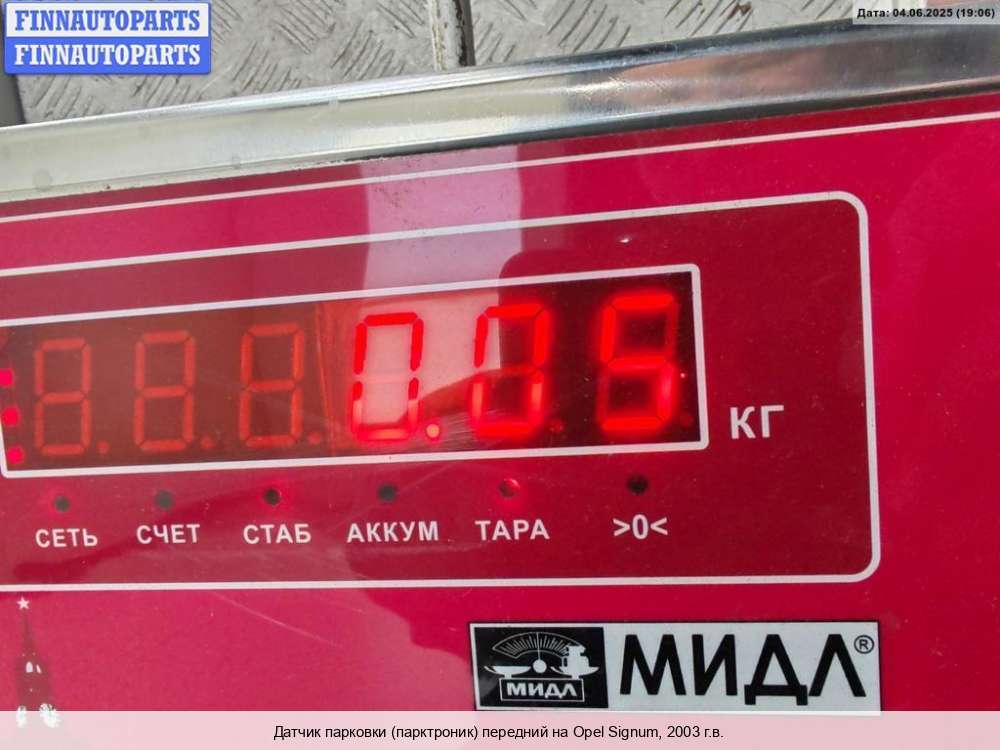 FINNAUTOPARTS
FINNAUTOPARTS
Дата: 04.06.2025 (19:06)
0.05
КГ
СЕТЬ СЧЕТ СТАБ АККУМ ТАРА >0<
МИДЛ МИДЛ®
Датчик парковки (парктроник) передний на Opel Signum, 2003 г.в.